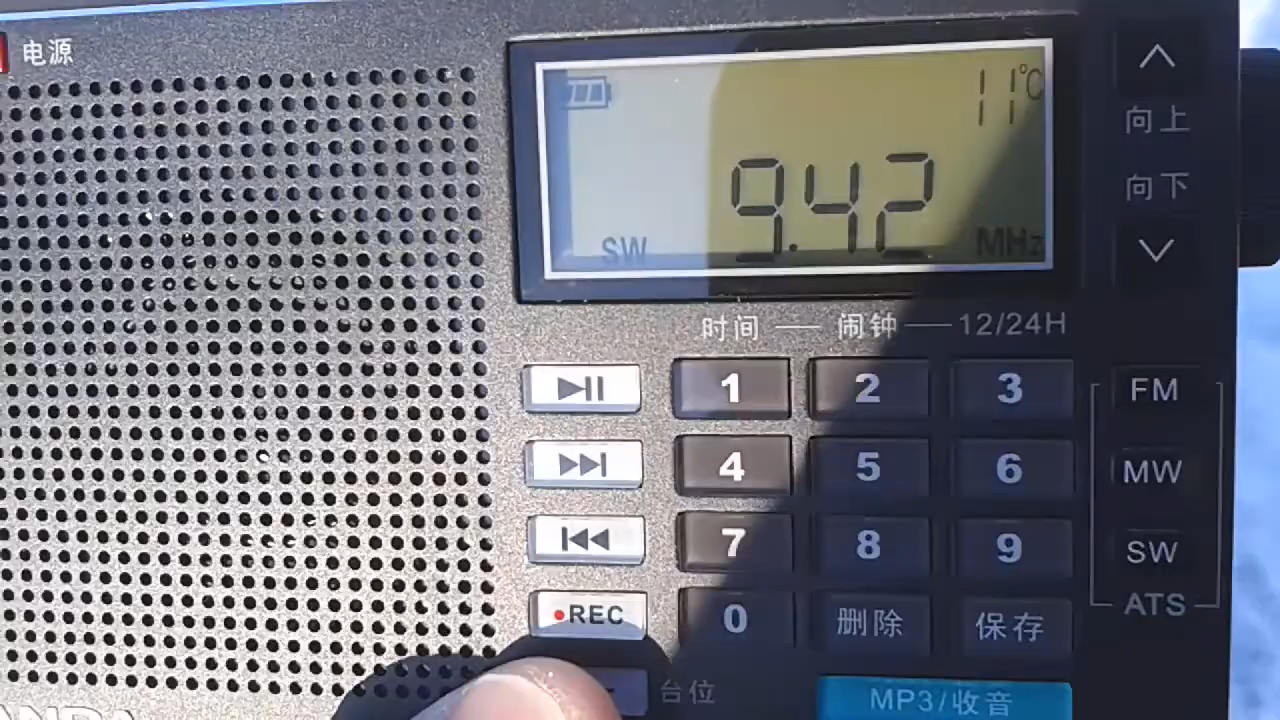 电源
11°C
9.42
SW MHz
向上
向下
时间 — 闹钟 — 12/24H
1 2 3 FM
4 5 6 MW
7 8 9 SW
REC 0 删除 保存 ATS
台位
MP3/收音